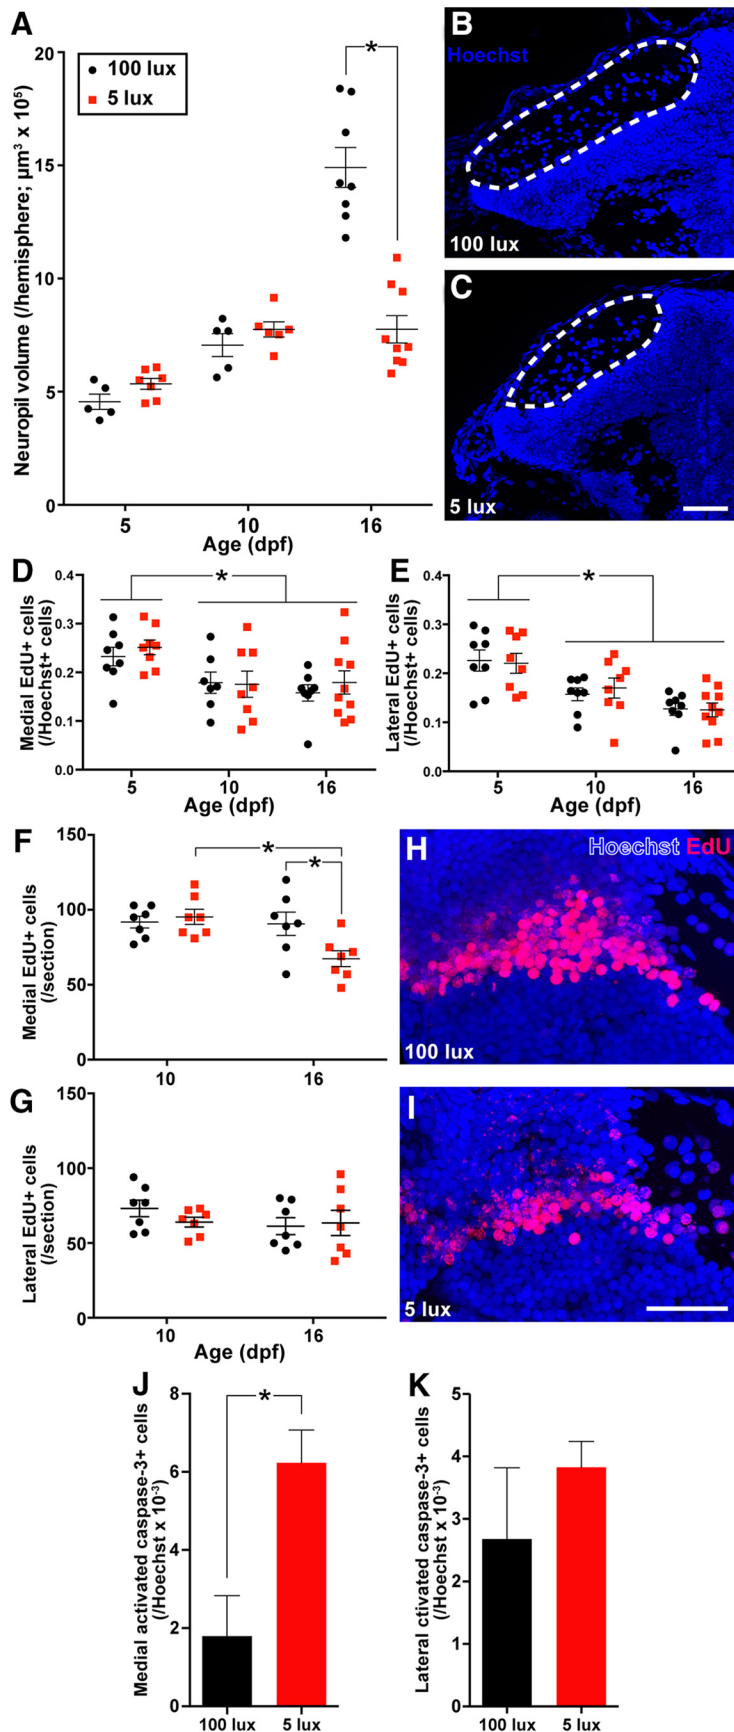 A
100 lux
5 lux
Neuropil volume (/hemisphere; µm³ x 10⁵)
20
15
10
5
0
5
10
16
Age (dpf)
B
Hoechst
100 lux
C
5 lux
D
Medial EdU+ cells
(/Hoechst+ cells)
0.4
0.3
0.2
0.1
0.0
*
5
10
16
Age (dpf)
E
Lateral EdU+ cells
(/Hoechst+ cells)
0.4
0.3
0.2
0.1
0.0
*
5
10
16
Age (dpf)
F
Medial EdU+ cells
(/section)
150
100
50
0
*
*
10
16
G
Lateral EdU+ cells
(/section)
150
100
50
0
10
16
Age (dpf)
H
Hoechst EdU
100 lux
I
5 lux
J
Medial activated caspase-3+ cells
(/Hoechst x 10⁻³)
8
6
4
2
0
*
100 lux
5 lux
K
Lateral ctivated caspase-3+ cells
(/Hoechst x 10⁻³)
5
4
3
2
1
0
100 lux
5 lux